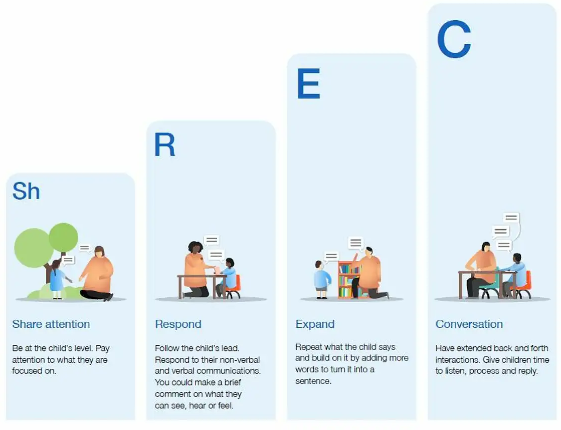 Sh
Share attention
Be at the child's level. Pay
attention to what they are
focused on.
R
Respond
Follow the child's lead.
Respond to their non-verbal
and verbal communications.
You could make a brief
comment on what they
can see, hear or feel.
E
Expand
Repeat what the child says
and build on it by adding more
words to turn it into a
sentence.
C
Conversation
Have extended back and forth
interactions. Give children time
to listen, process and reply.